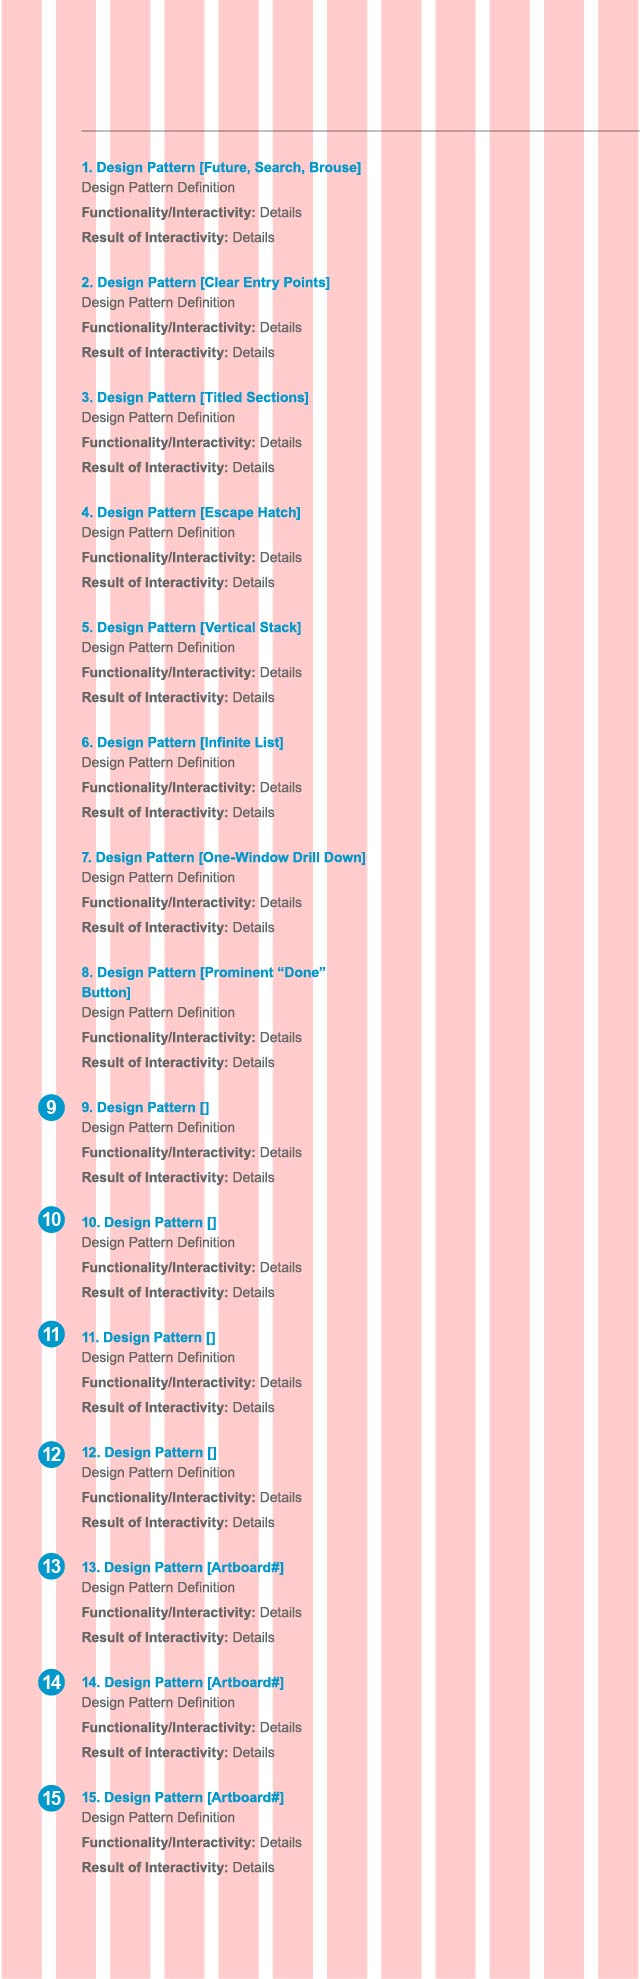 1. Design Pattern [Future, Search, Brouse]
Design Pattern Definition
Functionality/Interactivity: Details
Result of Interactivity: Details
2. Design Pattern [Clear Entry Points]
Design Pattern Definition
Functionality/Interactivity: Details
Result of Interactivity: Details
3. Design Pattern [Titled Sections]
Design Pattern Definition
Functionality/Interactivity: Details
Result of Interactivity: Details
4. Design Pattern [Escape Hatch]
Design Pattern Definition
Functionality/Interactivity: Details
Result of Interactivity: Details
5. Design Pattern [Vertical Stack]
Design Pattern Definition
Functionality/Interactivity: Details
Result of Interactivity: Details
6. Design Pattern [Infinite List]
Design Pattern Definition
Functionality/Interactivity: Details
Result of Interactivity: Details
7. Design Pattern [One-Window Drill Down]
Design Pattern Definition
Functionality/Interactivity: Details
Result of Interactivity: Details
8. Design Pattern [Prominent “Done”
Button]
Design Pattern Definition
Functionality/Interactivity: Details
Result of Interactivity: Details
9 9. Design Pattern []
Design Pattern Definition
Functionality/Interactivity: Details
Result of Interactivity: Details
10 10. Design Pattern []
Design Pattern Definition
Functionality/Interactivity: Details
Result of Interactivity: Details
11 11. Design Pattern []
Design Pattern Definition
Functionality/Interactivity: Details
Result of Interactivity: Details
12 12. Design Pattern []
Design Pattern Definition
Functionality/Interactivity: Details
Result of Interactivity: Details
13 13. Design Pattern [Artboard#]
Design Pattern Definition
Functionality/Interactivity: Details
Result of Interactivity: Details
14 14. Design Pattern [Artboard#]
Design Pattern Definition
Functionality/Interactivity: Details
Result of Interactivity: Details
15 15. Design Pattern [Artboard#]
Design Pattern Definition
Functionality/Interactivity: Details
Result of Interactivity: Details